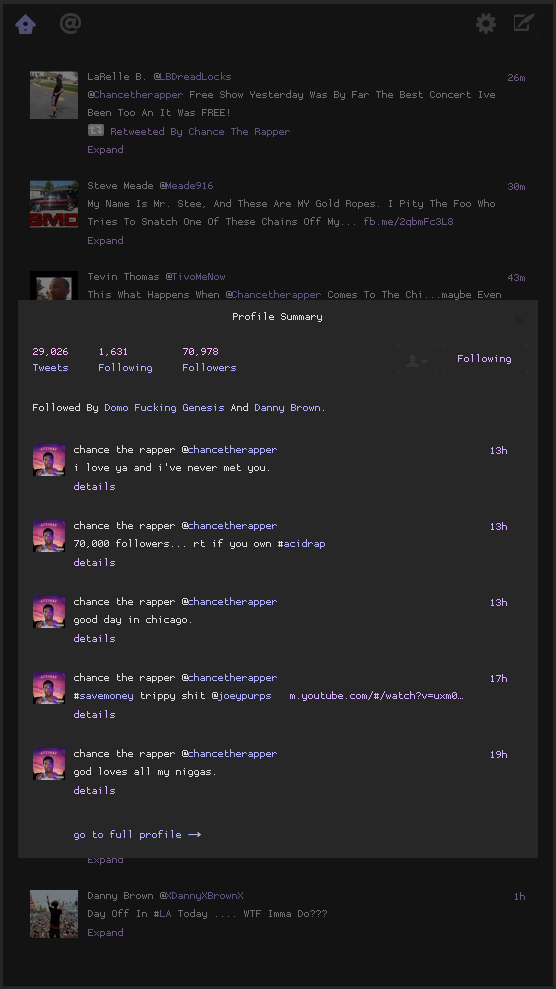 @
LaRelle B. @LBDreadLocks 26m
@Chancetherapper Free Show Yesterday Was By Far The Best Concert Ive
Been Too An It Was FREE!
Retweeted By Chance The Rapper
Expand
Steve Meade @Meade916 30m
My Name Is Mr. Stee, And These Are MY Gold Ropes. I Pity The Foo Who
Tries To Snatch One Of These Chains Off My... fb.me/2qbmFc3L8
Expand
SMD
Tevin Thomas @TivoMeNow 43m
This What Happens When @Chancetherapper Comes To The Chi...maybe Even
Profile Summary
29,026 1,631 70,978
Tweets Following Followers
Following
Followed By Domo Fucking Genesis And Danny Brown.
chance the rapper @chancetherapper 13h
i love ya and i've never met you.
details
chance the rapper @chancetherapper 13h
70,000 followers... rt if you own #acidrap
details
chance the rapper @chancetherapper 13h
good day in chicago.
details
chance the rapper @chancetherapper 17h
#savemoney trippy shit @joeypurps m.youtube.com/#/watch?v=uxm0…
details
chance the rapper @chancetherapper 19h
god loves all my niggas.
details
go to full profile →
Expand
Danny Brown @XDannyXBrownX 1h
Day Off In #LA Today .... WTF Imma Do???
Expand